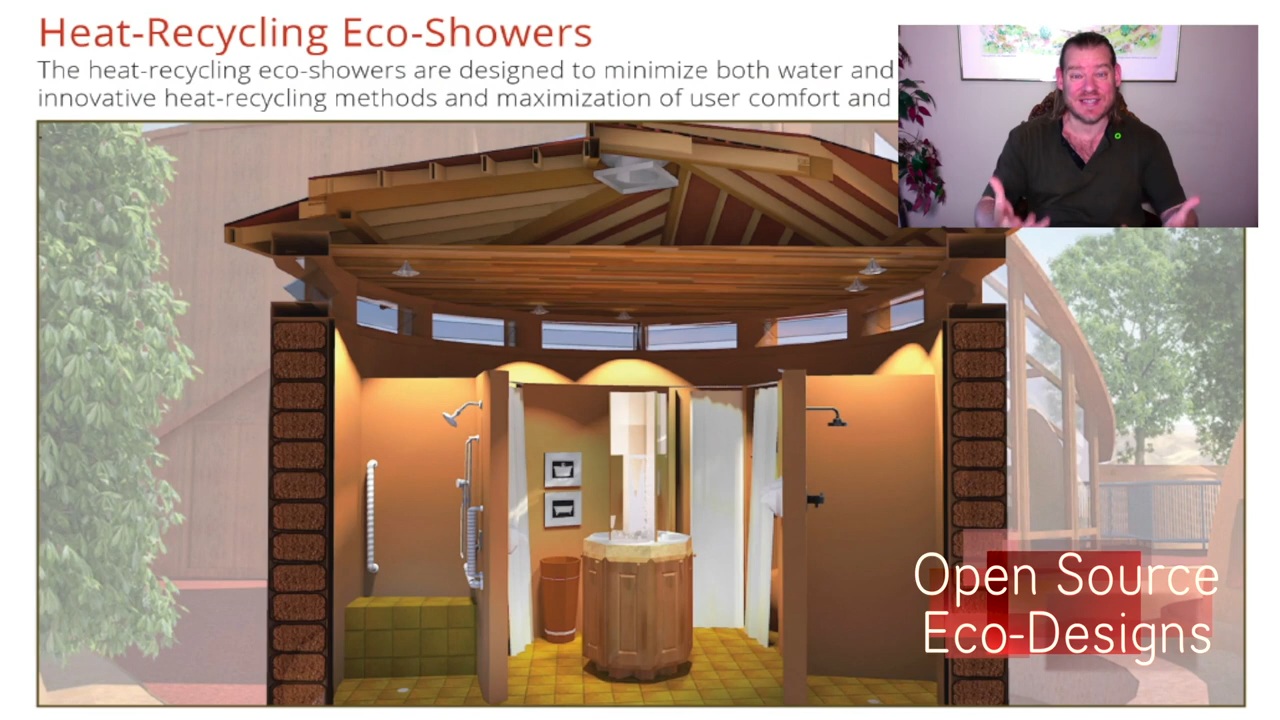 Heat-Recycling Eco-Showers
The heat-recycling eco-showers are designed to minimize both water and
innovative heat-recycling methods and maximization of user comfort and
Open Source
Eco-Designs